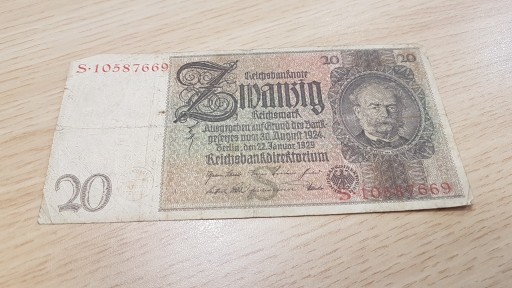 S·10587669
20
20
Reichsbanknote
Zwanzig
Reichsmark
Ausgegeben auf Grund des Bank
gesetzes vom 30. August 1924
Berlin, den 22. Januar 1929
Reichsbankdirektorium
20
S·10587669